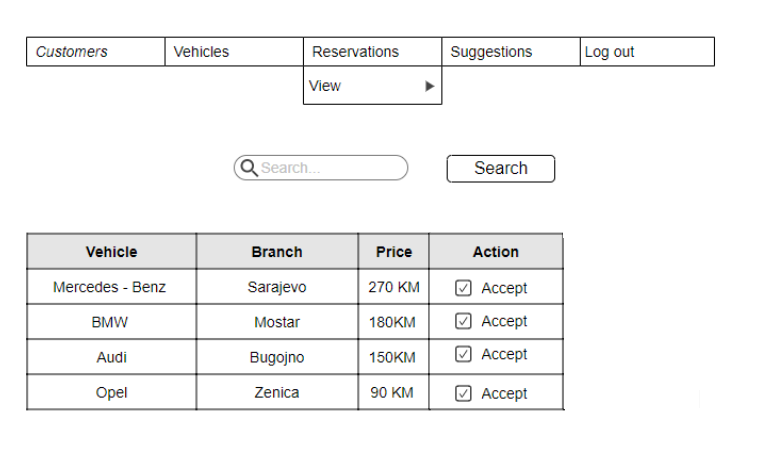 Customers Vehicles Reservations Suggestions Log out
View
Search... Search
Vehicle Branch Price Action
Mercedes - Benz Sarajevo 270 KM Accept
BMW Mostar 180KM Accept
Audi Bugojno 150KM Accept
Opel Zenica 90 KM Accept